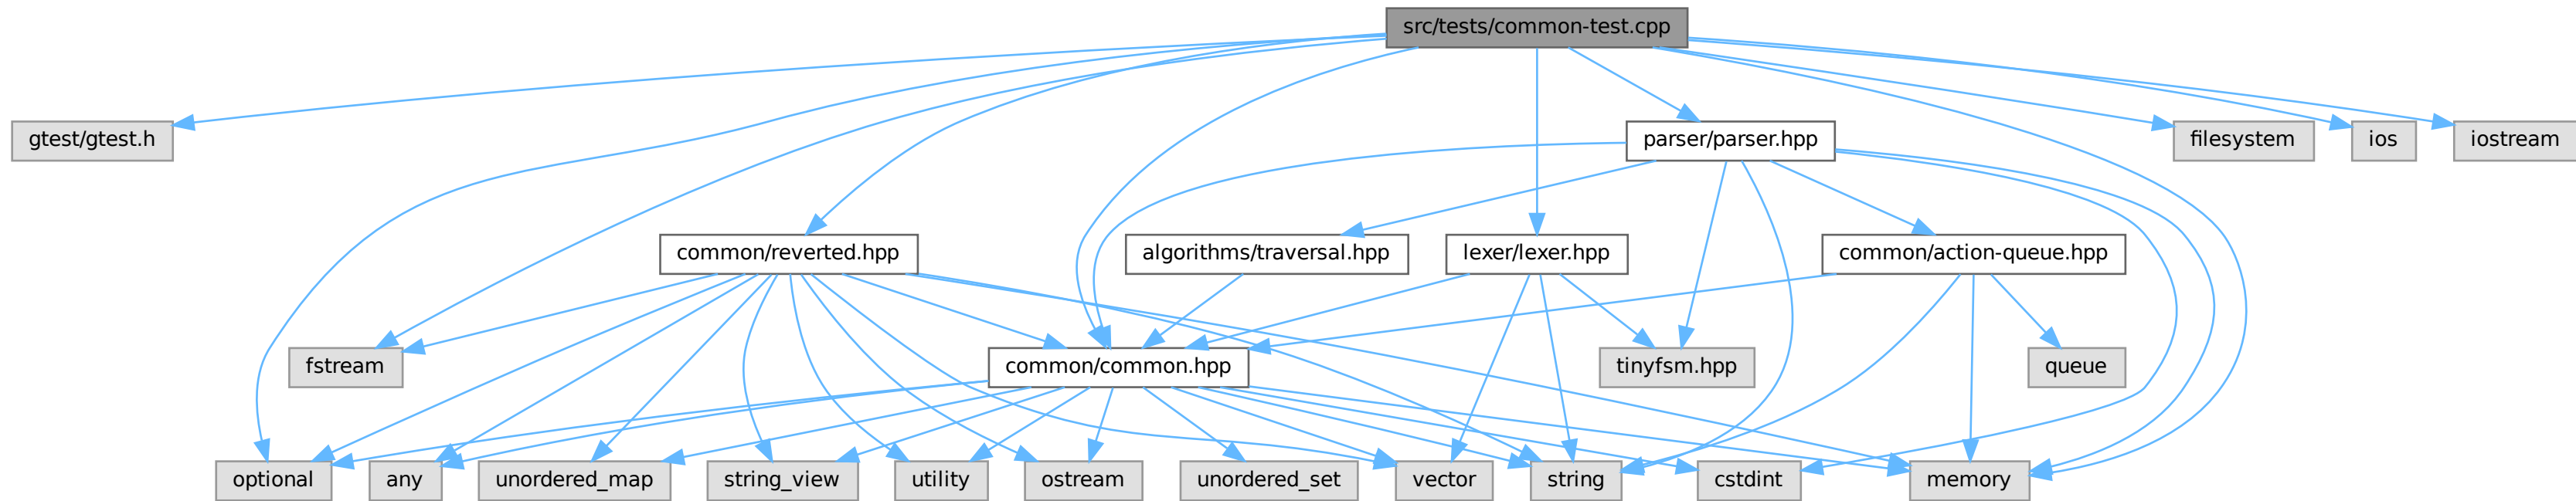 src/tests/common-test.cpp
gtest/gtest.h
parser/parser.hpp
filesystem
ios
iostream
common/reverted.hpp
algorithms/traversal.hpp
lexer/lexer.hpp
common/action-queue.hpp
fstream
common/common.hpp
tinyfsm.hpp
queue
optional
any
unordered_map
string_view
utility
ostream
unordered_set
vector
string
cstdint
memory